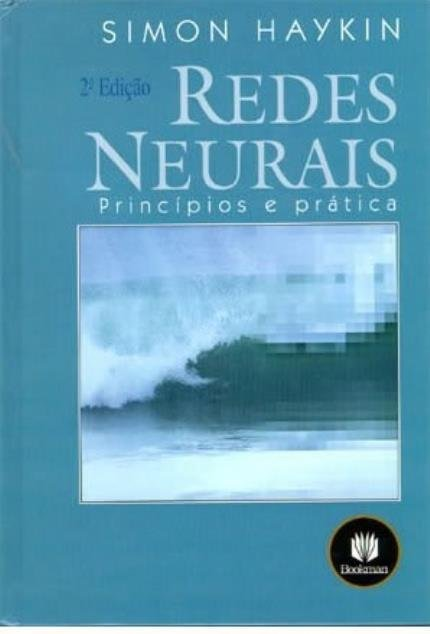 SIMON HAYKIN
2ª Edição
REDES
NEURAIS
Princípios e prática
Bookman